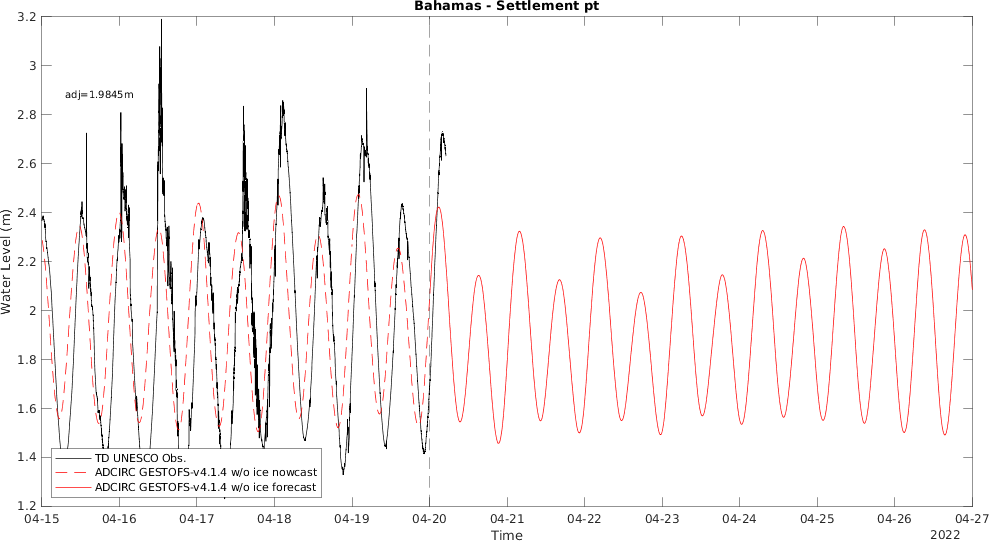 Bahamas - Settlement pt
3.2
3
2.8
2.6
2.4
2.2
2
1.8
1.6
1.4
1.2
Water Level (m)
adj=1.9845m
TD UNESCO Obs.
ADCIRC GESTOFS-v4.1.4 w/o ice nowcast
ADCIRC GESTOFS-v4.1.4 w/o ice forecast
04-15 04-16 04-17 04-18 04-19 04-20 04-21 04-22 04-23 04-24 04-25 04-26 04-27
Time
2022